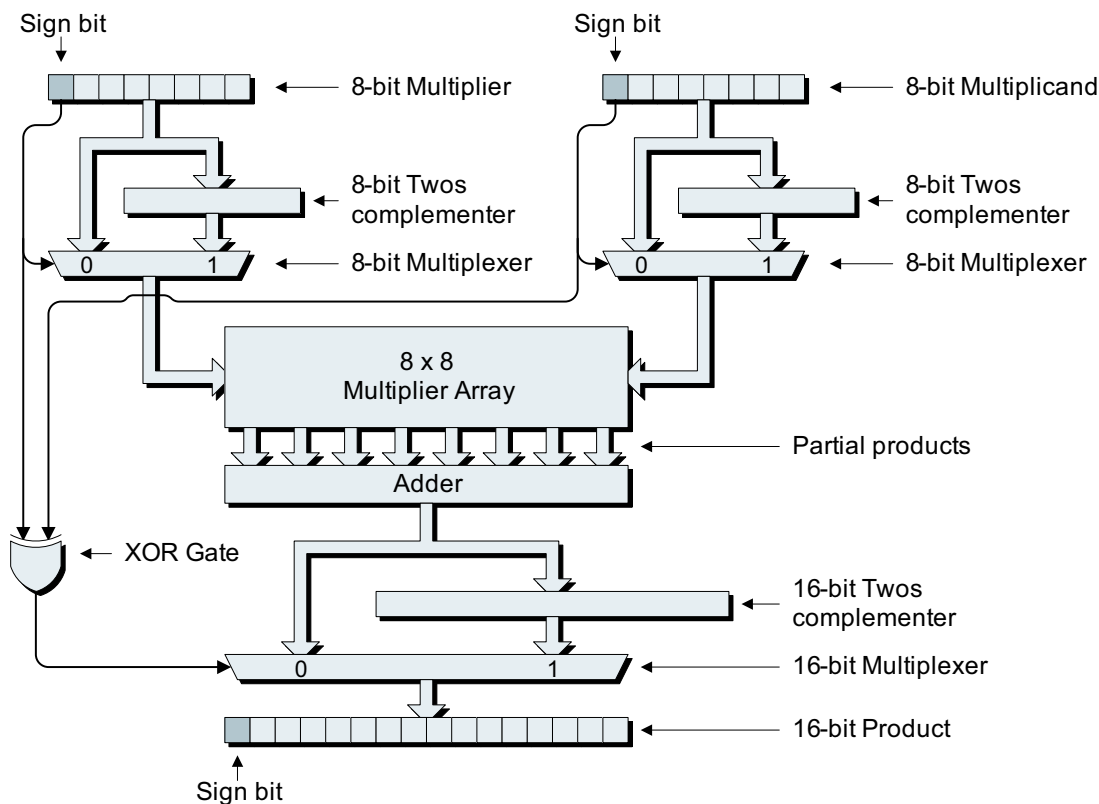 Sign bit
Sign bit
8-bit Multiplier
8-bit Multiplicand
8-bit Twos
complementer
8-bit Twos
complementer
0 1
8-bit Multiplexer
0 1
8-bit Multiplexer
8 x 8
Multiplier Array
Partial products
Adder
XOR Gate
16-bit Twos
complementer
0 1
16-bit Multiplexer
16-bit Product
Sign bit